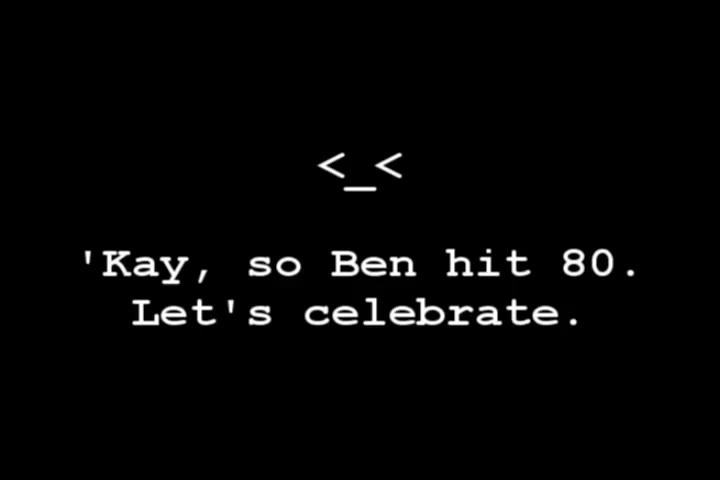 <_<
'Kay, so Ben hit 80.
Let's celebrate.